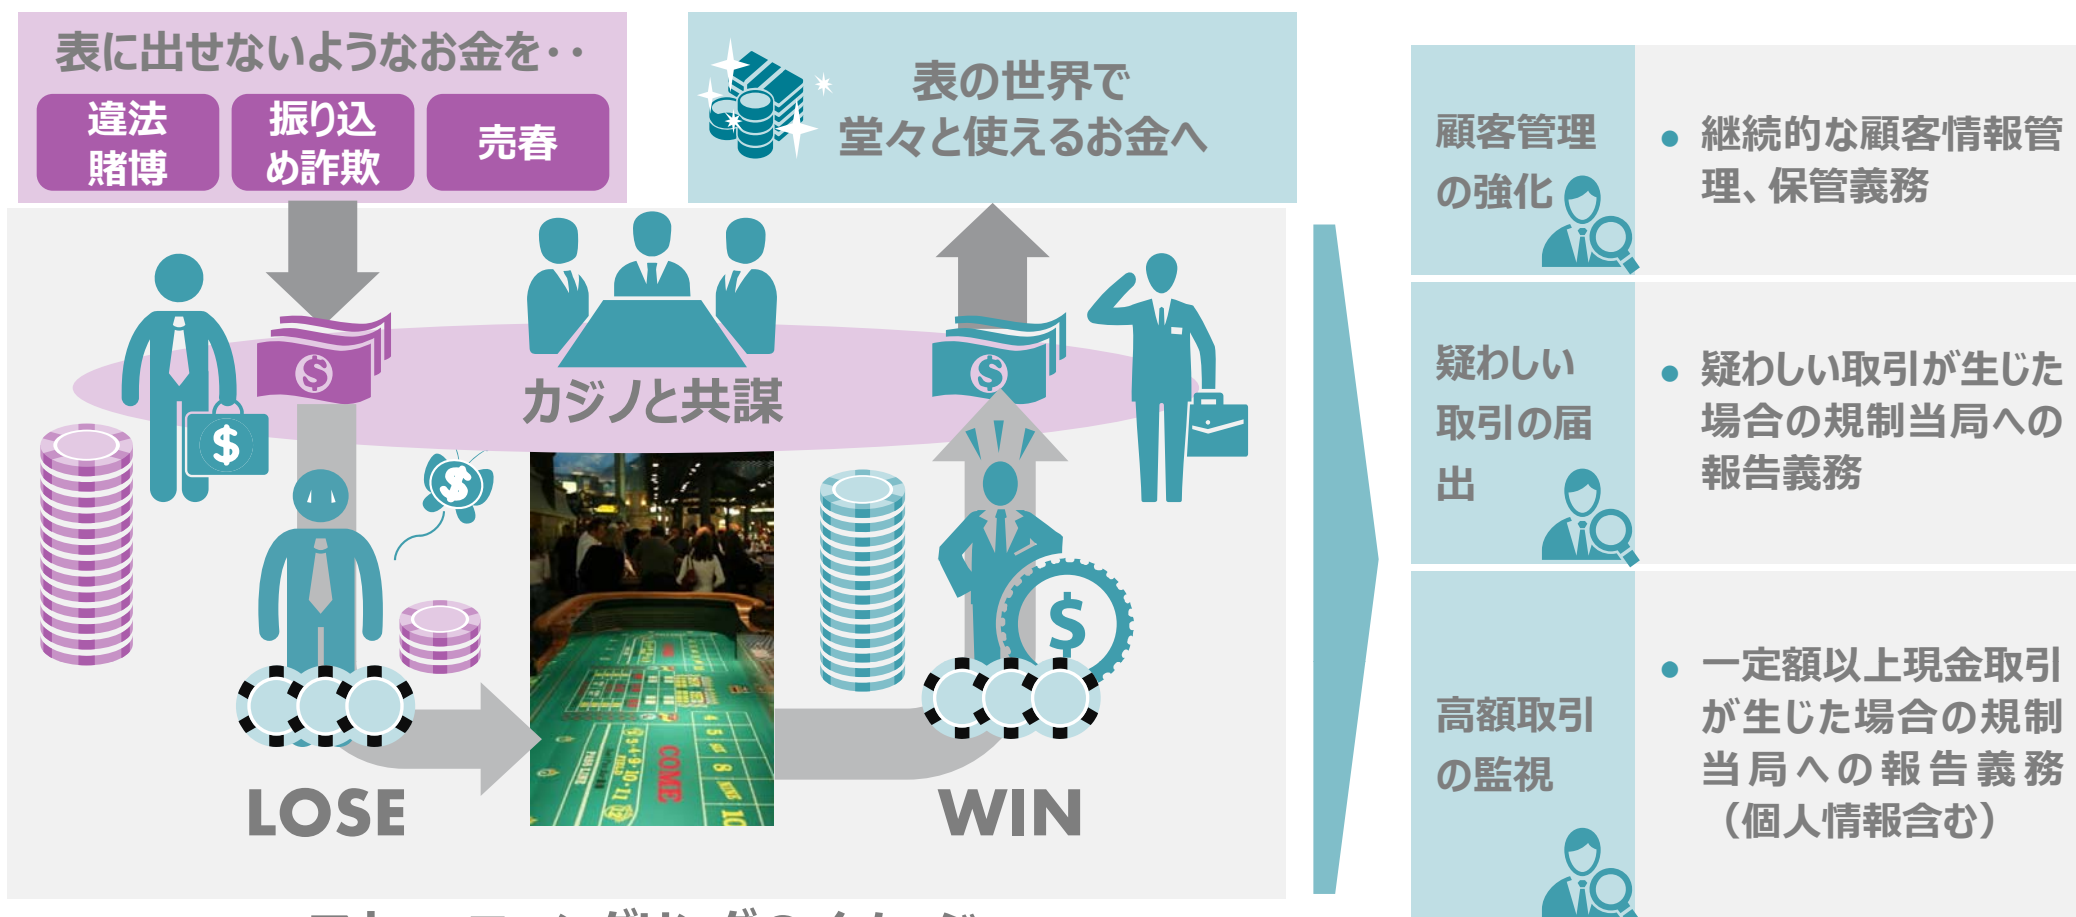 表に出せないようなお金を・・
違法
賭博
振り込
め詐欺
売春
表の世界で
堂々と使えるお金へ
カジノと共謀
$
$
$
$
$
COME
LOSE
WIN
顧客管理
の強化
● 継続的な顧客情報管
理、保管義務
疑わしい
取引の届
出
● 疑わしい取引が生じた
場合の規制当局への
報告義務
高額取引
の監視
● 一定額以上現金取引
が生じた場合の規制
当局への報告義務
（個人情報含む）